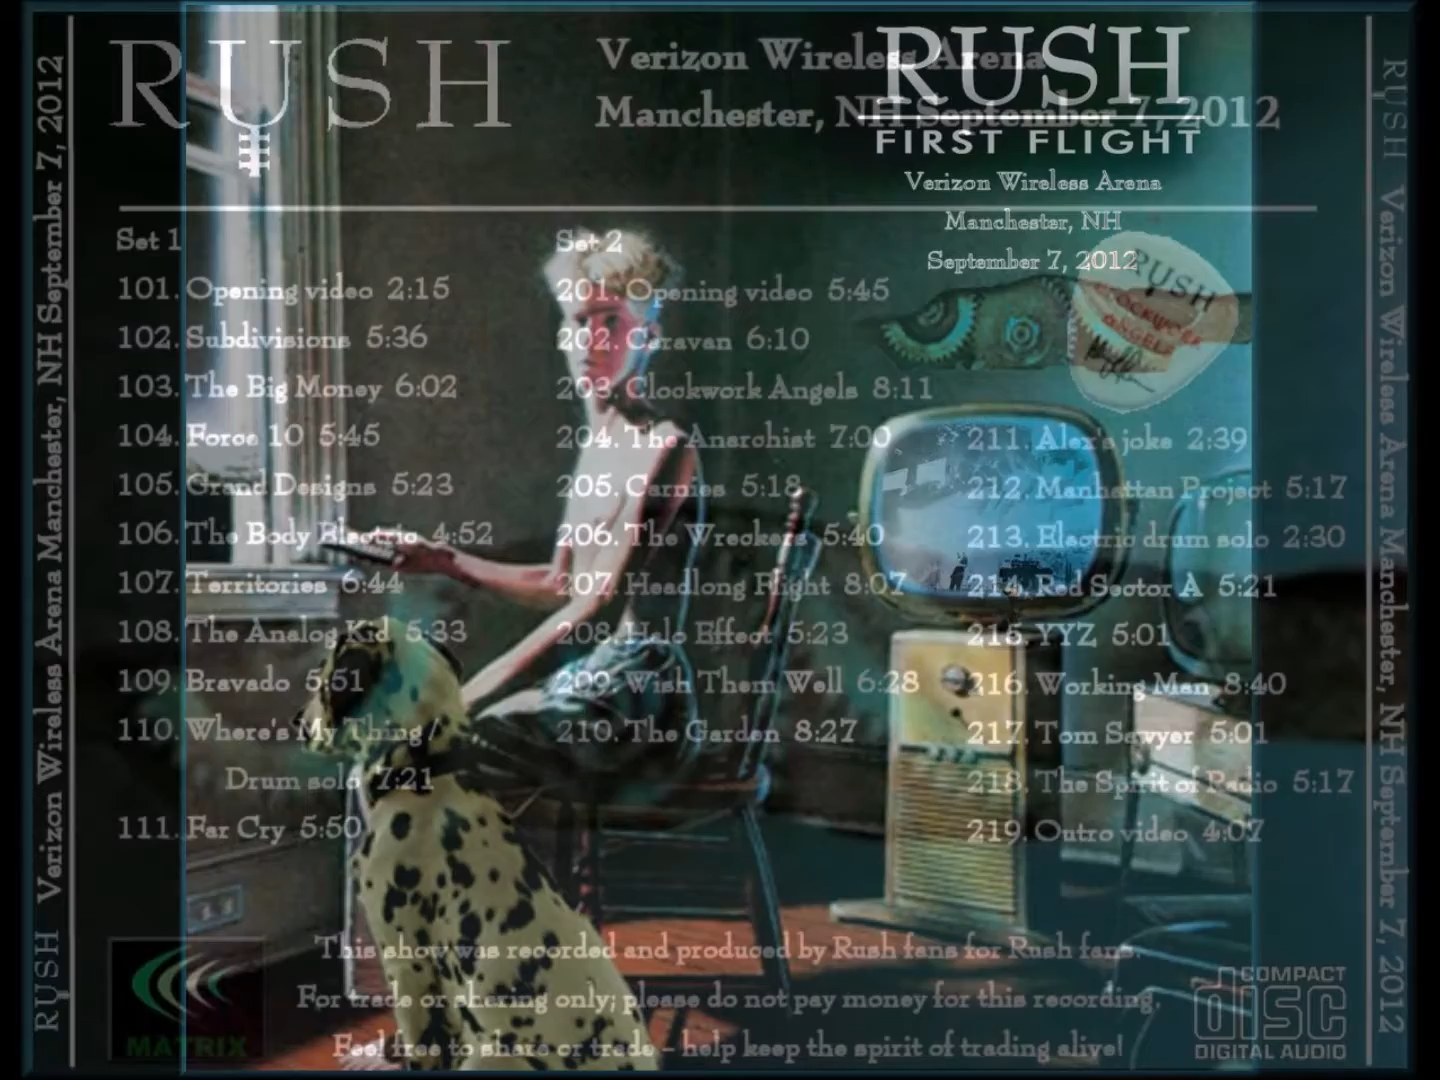 RUSH
Verizon Wireless Arena
Manchester, NH September 7, 2012
RUSH
FIRST FLIGHT
Verizon Wireless Arena
Manchester, NH
September 7, 2012
RUSH
CLOCKWORK
ANGELS
Set 1
101. Opening video 2:15
102. Subdivisions 5:36
103. The Big Money 6:02
104. Force 10 5:45
105. Grand Designs 5:23
106. The Body Electric 4:52
107. Territories 6:44
108. The Analog Kid 5:33
109. Bravado 5:51
110. Where's My Thing /
Drum solo 7:21
111. Far Cry 5:50
Set 2
201. Opening video 5:45
202. Caravan 6:10
203. Clockwork Angels 8:11
204. The Anarchist 7:00
205. Carnies 5:18
206. The Wreckers 5:40
207. Headlong Flight 8:07
208. Halo Effect 5:23
209. Wish Them Well 6:28
210. The Garden 8:27
211. Alex's joke 2:39
212. Manhattan Project 5:17
213. Electric drum solo 2:30
214. Red Sector A 5:21
215. YYZ 5:01
216. Working Man 8:40
217. Tom Sawyer 5:01
218. The Spirit of Radio 5:17
219. Outro video 4:07
This show was recorded and produced by Rush fans for Rush fans.
For trade or sharing only; please do not pay money for this recording.
Feel free to share or trade – help keep the spirit of trading alive!
MATRIX
COMPACT
disc
DIGITAL AUDIO
RUSH Verizon Wireless Arena Manchester, NH September 7, 2012
RUSH Verizon Wireless Arena Manchester, NH September 7, 2012